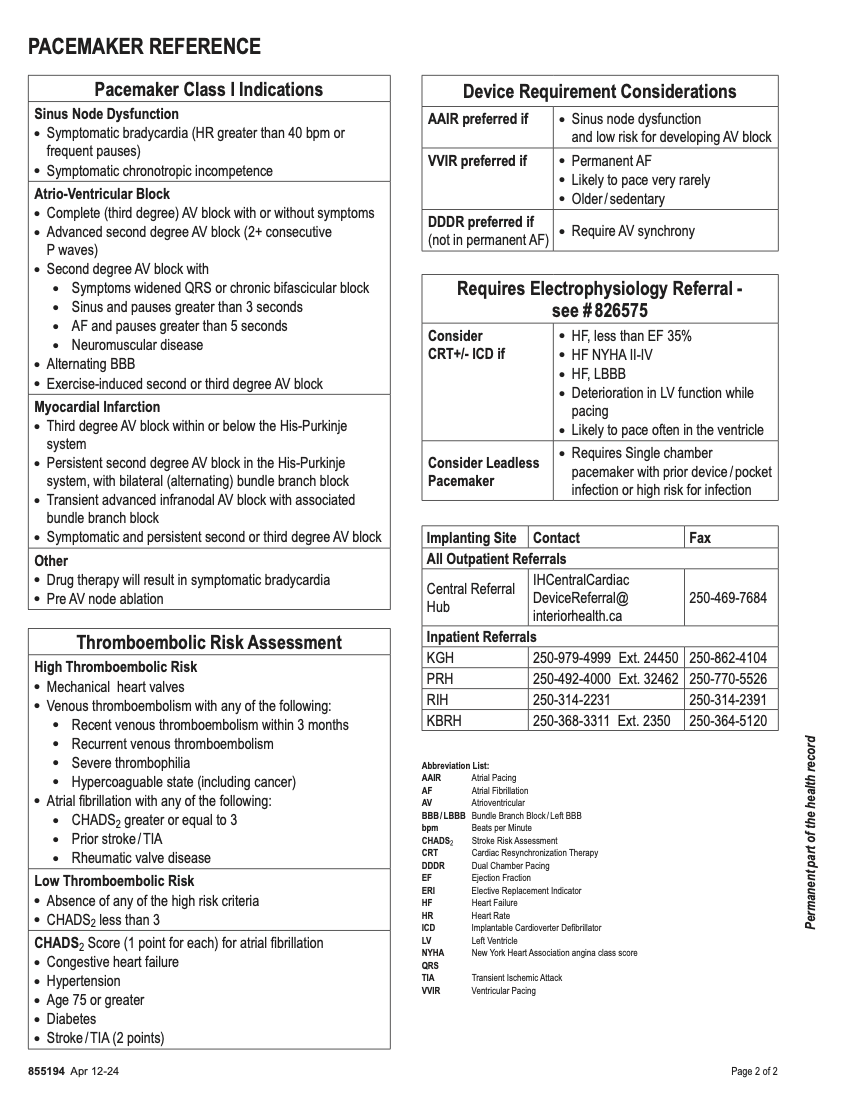 PACEMAKER REFERENCE
Pacemaker Class I Indications
Sinus Node Dysfunction
• Symptomatic bradycardia (HR greater than 40 bpm or
frequent pauses)
• Symptomatic chronotropic incompetence
Atrio-Ventricular Block
• Complete (third degree) AV block with or without symptoms
• Advanced second degree AV block (2+ consecutive
P waves)
• Second degree AV block with
• Symptoms widened QRS or chronic bifascicular block
• Sinus and pauses greater than 3 seconds
• AF and pauses greater than 5 seconds
• Neuromuscular disease
• Alternating BBB
• Exercise-induced second or third degree AV block
Myocardial Infarction
• Third degree AV block within or below the His-Purkinje
system
• Persistent second degree AV block in the His-Purkinje
system, with bilateral (alternating) bundle branch block
• Transient advanced infranodal AV block with associated
bundle branch block
• Symptomatic and persistent second or third degree AV block
Other
• Drug therapy will result in symptomatic bradycardia
• Pre AV node ablation
Thromboembolic Risk Assessment
High Thromboembolic Risk
• Mechanical heart valves
• Venous thromboembolism with any of the following:
• Recent venous thromboembolism within 3 months
• Recurrent venous thromboembolism
• Severe thrombophilia
• Hypercoaguable state (including cancer)
• Atrial fibrillation with any of the following:
• CHADS2 greater or equal to 3
• Prior stroke/TIA
• Rheumatic valve disease
Low Thromboembolic Risk
• Absence of any of the high risk criteria
• CHADS2 less than 3
CHADS2 Score (1 point for each) for atrial fibrillation
• Congestive heart failure
• Hypertension
• Age 75 or greater
• Diabetes
• Stroke/TIA (2 points)
Device Requirement Considerations
AAIR preferred if • Sinus node dysfunction
and low risk for developing AV block
VVIR preferred if • Permanent AF
• Likely to pace very rarely
• Older/sedentary
DDDR preferred if
(not in permanent AF) • Require AV synchrony
Requires Electrophysiology Referral -
see #826575
Consider • HF, less than EF 35%
CRT+/- ICD if • HF NYHA II-IV
• HF, LBBB
• Deterioration in LV function while
pacing
• Likely to pace often in the ventricle
Consider Leadless
Pacemaker • Requires Single chamber
pacemaker with prior device/pocket
infection or high risk for infection
Implanting Site Contact Fax
All Outpatient Referrals
Central Referral
Hub IHCentralCardiac
DeviceReferral@
interiorhealth.ca 250-469-7684
Inpatient Referrals
KGH 250-979-4999 Ext. 24450 250-862-4104
PRH 250-492-4000 Ext. 32462 250-770-5526
RIH 250-314-2231 250-314-2391
KBRH 250-368-3311 Ext. 2350 250-364-5120
Abbreviation List:
AAIR Atrial Pacing
AF Atrial Fibrillation
AV Atrioventricular
BBB/LBBB Bundle Branch Block/Left BBB
bpm Beats per Minute
CHADS2 Stroke Risk Assessment
CRT Cardiac Resynchronization Therapy
DDDR Dual Chamber Pacing
EF Ejection Fraction
ERI Elective Replacement Indicator
HF Heart Failure
HR Heart Rate
ICD Implantable Cardioverter Defibrillator
LV Left Ventricle
NYHA New York Heart Association angina class score
QRS
TIA Transient Ischemic Attack
VVIR Ventricular Pacing
Permanent part of the health record
855194 Apr 12-24
Page 2 of 2